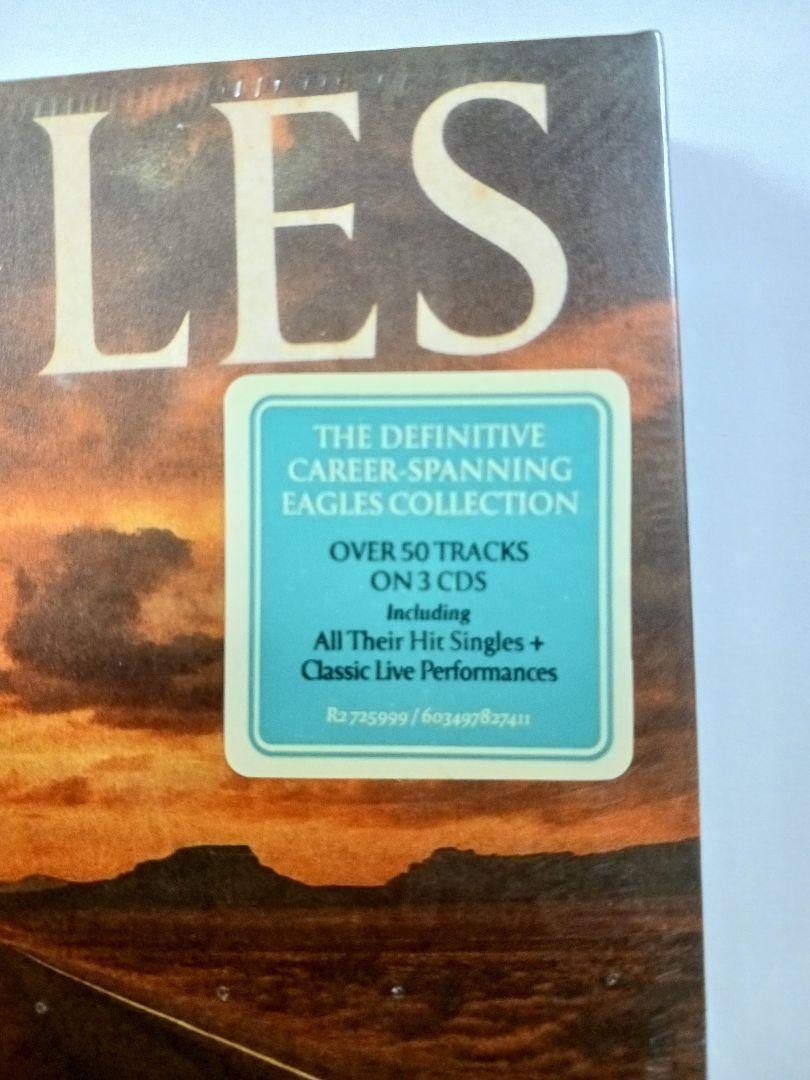 LES
THE DEFINITIVE
CAREER-SPANNING
EAGLES COLLECTION
OVER 50 TRACKS
ON 3 CDS
Including
All Their Hit Singles +
Classic Live Performances
R2 725999 / 603497827411